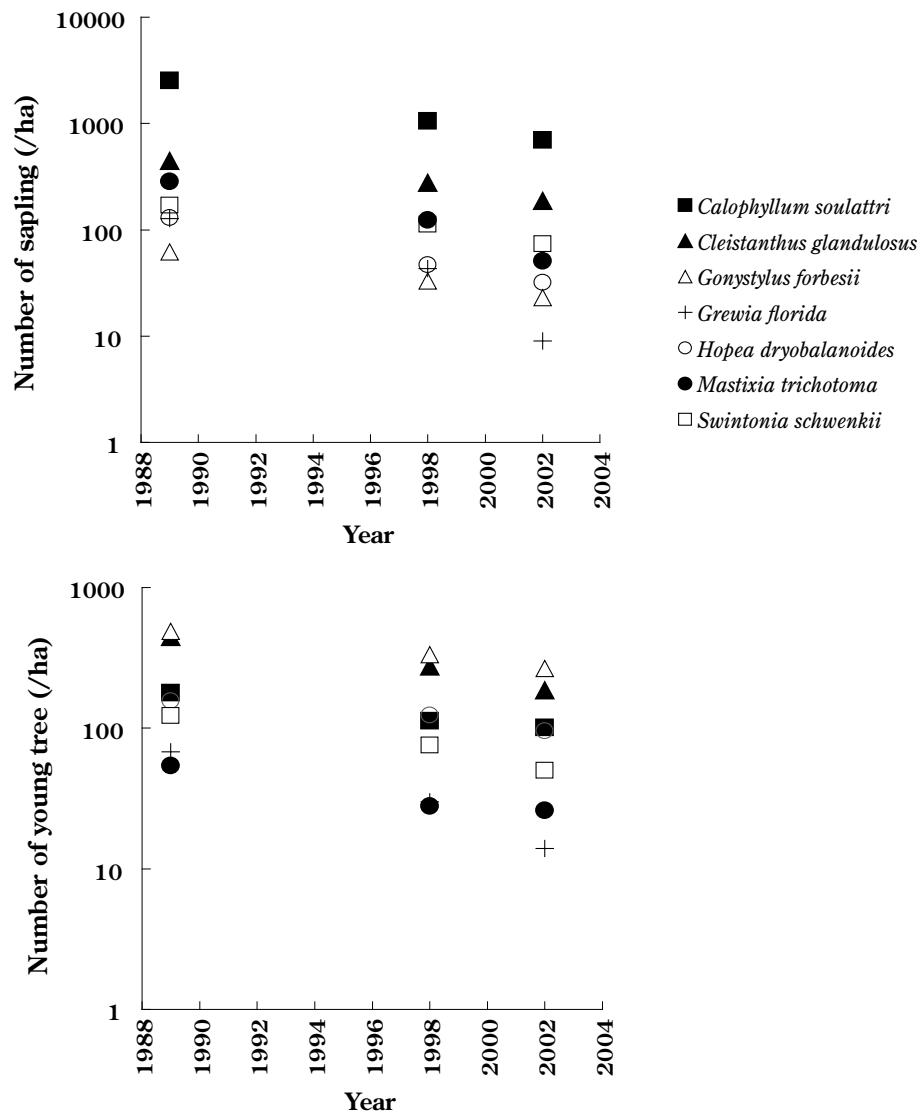 10000
1000
100
10
1
Number of sapling (/ha)
1988
1990
1992
1994
1996
1998
2000
2002
2004
Year
Calophyllum soulattri
Cleistanthus glandulosus
Gonystylus forbesii
Grewia florida
Hopea dryobalanoides
Mastixia trichotoma
Swintonia schwenkii
1000
100
10
1
Number of young tree (/ha)
1988
1990
1992
1994
1996
1998
2000
2002
2004
Year